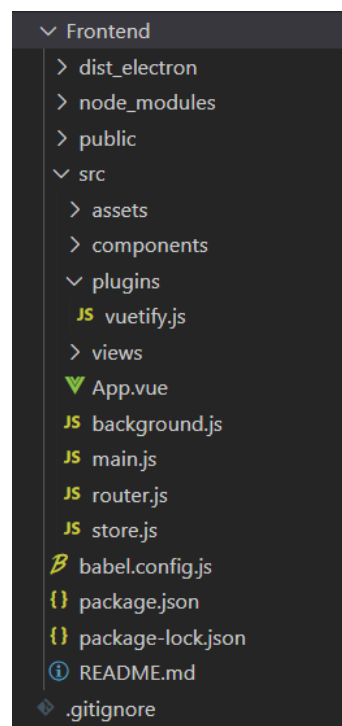 Frontend
dist_electron
node_modules
public
src
assets
components
plugins
JS vuetify.js
views
App.vue
JS background.js
JS main.js
JS router.js
JS store.js
B babel.config.js
{} package.json
{} package-lock.json
README.md
.gitignore